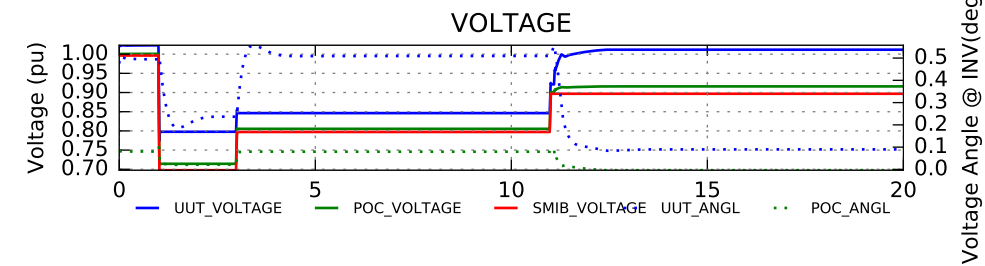 VOLTAGE
Voltage (pu)
1.00
0.95
0.90
0.85
0.80
0.75
0.70
0.5
0.4
0.3
0.2
0.1
0.0
Voltage Angle @ INV(deg
0 5 10 15 20
UUT_VOLTAGE POC_VOLTAGE SMIB_VOLTAGE UUT_ANGL POC_ANGL